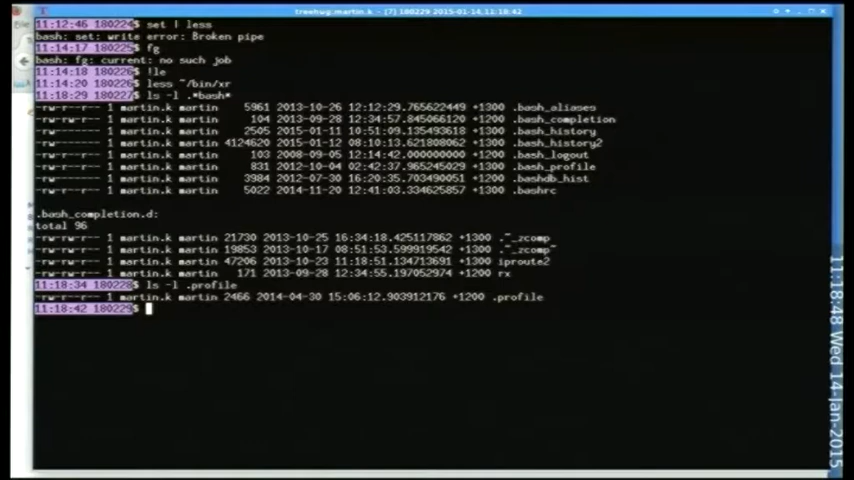 treehug:martin.k - (7) 180229 2015-01-14,11:18:42
11:12:46 180224$ set | less
bash: set: write error: Broken pipe
11:14:17 180225$ fg
bash: fg: current: no such job
11:14:18 180226$ !le
11:14:20 180226$ less ~/bin/xr
11:18:29 180227$ ls -l .*bash*
-rw-r--r-- 1 martin.k martin 5961 2013-10-26 12:12:29.765622449 +1300 .bash_aliases
-rw-r--r-- 1 martin.k martin 104 2013-09-28 12:34:57.845066120 +1200 .bash_completion
-rw-r--r-- 1 martin.k martin 2505 2015-01-11 10:51:09.135493618 +1300 .bash_history
-rw------- 1 martin.k martin 4124620 2015-01-12 08:10:13.621808062 +1300 .bash_history2
-rw-r--r-- 1 martin.k martin 103 2008-09-05 12:14:42.000000000 +1200 .bash_logout
-rw-r--r-- 1 martin.k martin 831 2012-10-04 02:42:37.965245029 +1300 .bash_profile
-rw------- 1 martin.k martin 3984 2012-07-30 16:20:35.703490051 +1200 .bashdb_hist
-rw-r--r-- 1 martin.k martin 5022 2014-11-20 12:41:03.334625857 +1300 .bashrc
.bash_completion.d:
total 96
-rw-rw-r-- 1 martin.k martin 21730 2013-10-25 16:34:18.425117862 +1300 .~_zcomp
-rw-rw-r-- 1 martin.k martin 19853 2013-10-17 08:51:53.599919542 +1300 .~_zcomp~
-rw-rw-r-- 1 martin.k martin 47206 2013-10-23 11:18:51.134713691 +1300 iproute2
-rw-rw-r-- 1 martin.k martin 171 2013-09-28 12:34:55.197052974 +1200 rx
11:18:34 180228$ ls -l .profile
-rw-r--r-- 1 martin.k martin 2466 2014-04-30 15:06:12.903912176 +1200 .profile
11:18:42 180229$
11:18:48 Wed 14-Jan-2015